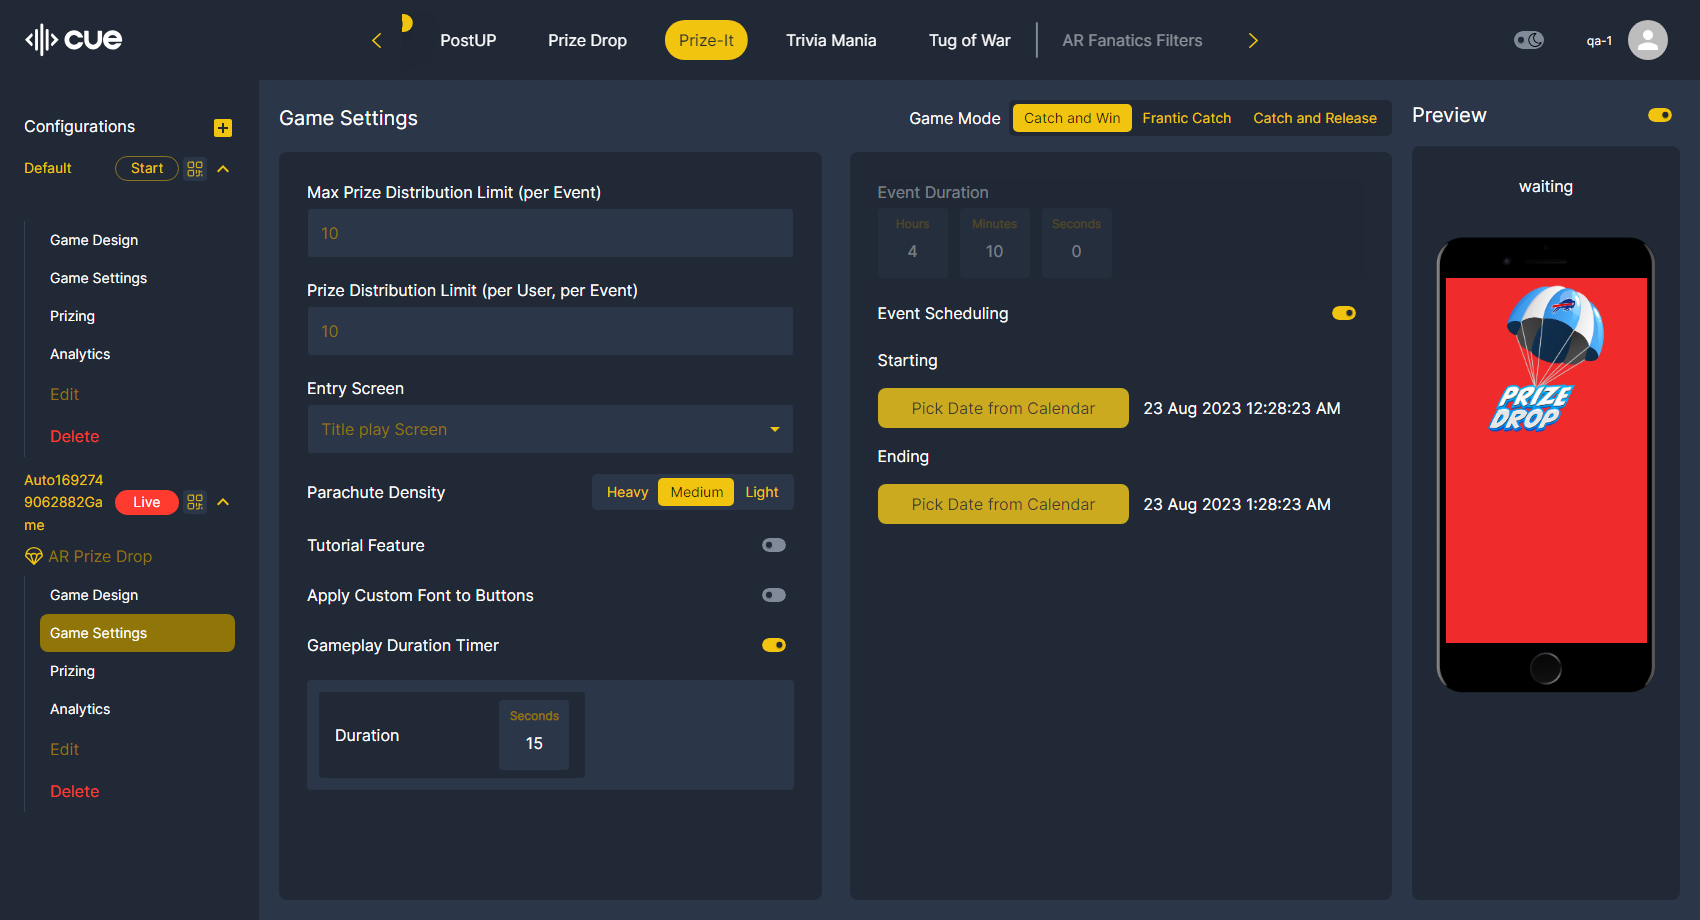 cue
PostUP
Prize Drop
Prize-It
Trivia Mania
Tug of War
AR Fanatics Filters
qa-1
Configurations
Default
Start
Game Design
Game Settings
Pricing
Analytics
Edit
Delete
Auto169274
9062882Ga
me
Live
AR Prize Drop
Game Design
Game Settings
Prizing
Analytics
Edit
Delete
Game Settings
Game Mode
Catch and Win
Frantic Catch
Catch and Release
Max Prize Distribution Limit (per Event)
10
Prize Distribution Limit (per User, per Event)
10
Entry Screen
Title play Screen
Parachute Density
Heavy
Medium
Light
Tutorial Feature
Apply Custom Font to Buttons
Gameplay Duration Timer
Duration
Seconds
15
Event Duration
Hours
Minutes
Seconds
4
10
0
Event Scheduling
Starting
Pick Date from Calendar
23 Aug 2023 12:28:23 AM
Ending
Pick Date from Calendar
23 Aug 2023 1:28:23 AM
Preview
waiting
PRIZE
DROP